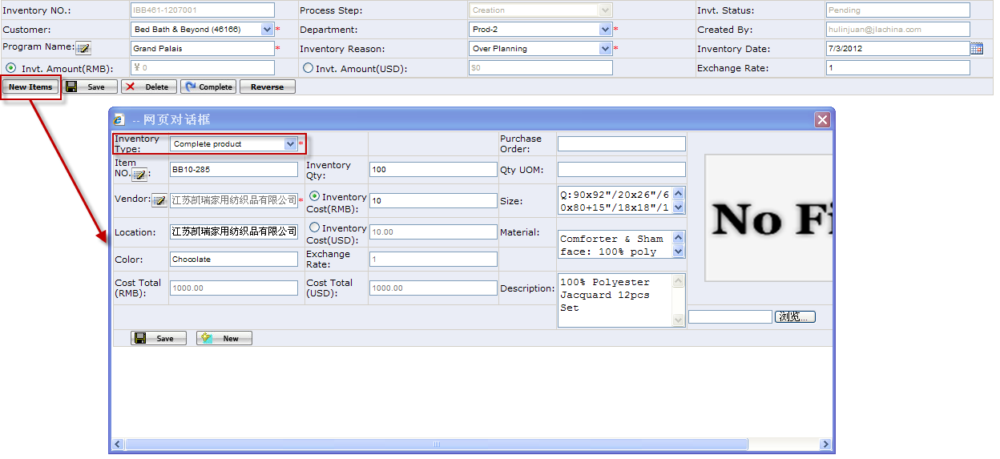 Inventory NO.: IBB461-1207001 Process Step: Creation Invt. Status: Pending
Customer: Bed Bath & Beyond (46166) * Department: Prod-2 * Created By: hulinjuan@jlachina.com
Program Name: Grand Palais * Inventory Reason: Over Planning * Inventory Date: 7/3/2012
Invt. Amount(RMB): ¥ 0 Invt. Amount(USD): $0 Exchange Rate: 1
New Items Save Delete Complete Reverse
-- 网页对话框
Inventory Type: Complete product * Purchase Order:
Item NO. : BB10-285 Inventory Qty: 100 Qty UOM:
Vendor: 江苏凯瑞家用纺织品有限公司 * Inventory Cost(RMB): 10 Size: Q:90x92"/20x26"/6
0x80+15"/18x18"/1
Location: 江苏凯瑞家用纺织品有限公司 Inventory Cost(USD): 10.00 Material: Comforter & Sham
face: 100% poly
Color: Chocolate Exchange Rate: 1
Cost Total (RMB): 1000.00 Cost Total (USD): 1000.00 Description: 100% Polyester
Jacquard 12pcs
Set
No Fi
浏览...
Save New